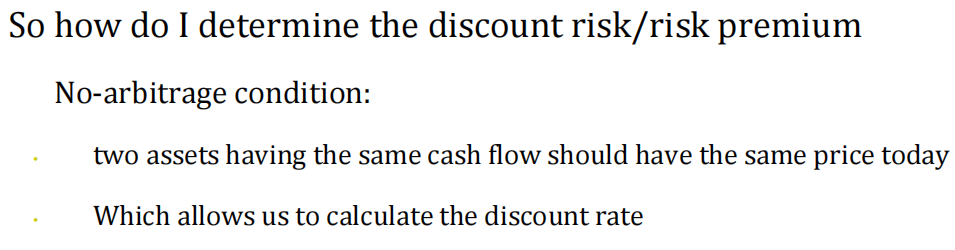 So how do I determine the discount risk/risk premium
No-arbitrage condition:
two assets having the same cash flow should have the same price today
Which allows us to calculate the discount rate